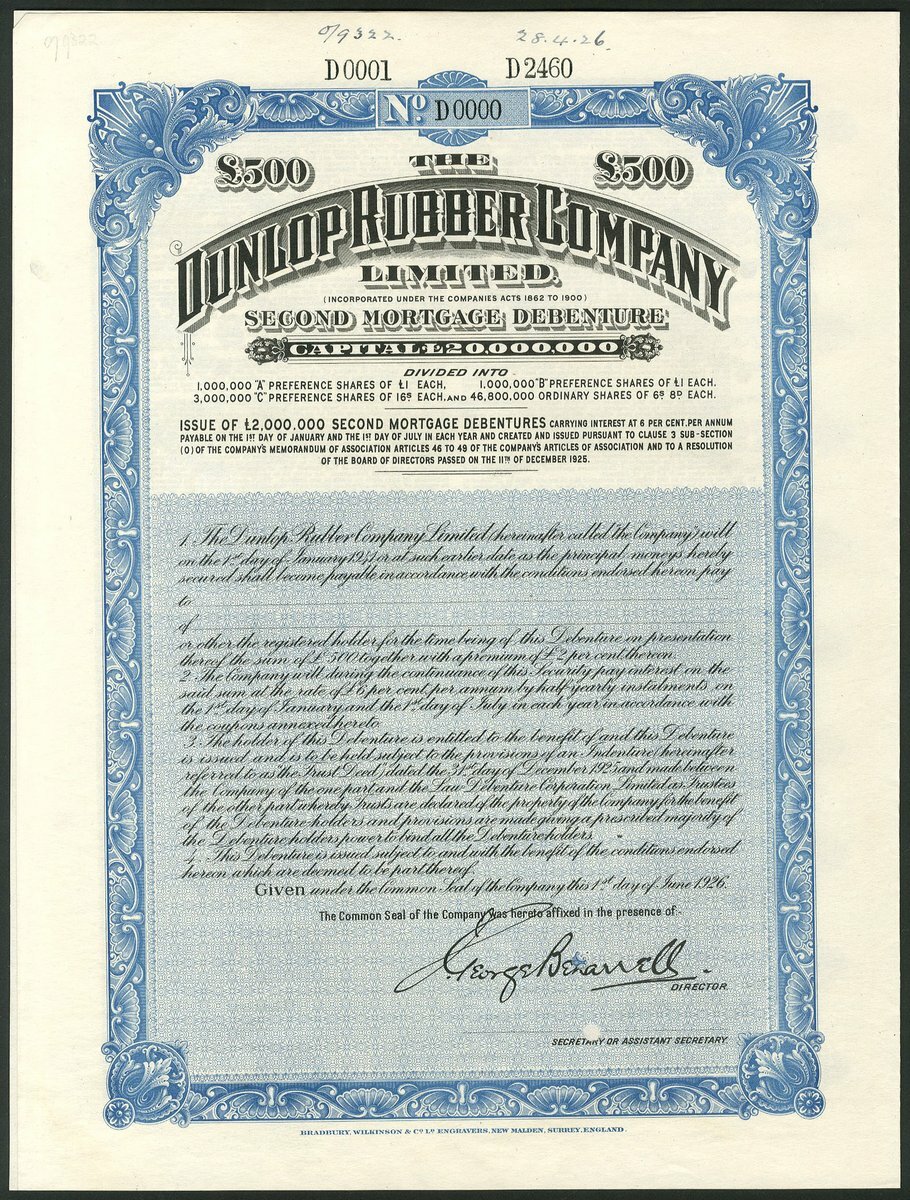 o/9322 o/9322. 28.4.26.
D0001 D2460
No. D0000
£500 THE £500
DUNLOP RUBBER COMPANY
LIMITED.
(INCORPORATED UNDER THE COMPANIES ACTS 1862 TO 1900)
SECOND MORTGAGE DEBENTURE
CAPITAL £20,000,000
DIVIDED INTO
1,000,000 "A" PREFERENCE SHARES OF £1 EACH, 1,000,000 "B" PREFERENCE SHARES OF £1 EACH.
3,000,000 "C" PREFERENCE SHARES OF 16S EACH, AND 46,800,000 ORDINARY SHARES OF 6S 8D EACH.
ISSUE OF £2,000,000 SECOND MORTGAGE DEBENTURES CARRYING INTEREST AT 6 PER CENT. PER ANNUM
PAYABLE ON THE 1ST DAY OF JANUARY AND THE 1ST DAY OF JULY IN EACH YEAR AND CREATED AND ISSUED PURSUANT TO CLAUSE 3 SUB-SECTION
(O) OF THE COMPANY'S MEMORANDUM OF ASSOCIATION ARTICLES 46 TO 49 OF THE COMPANY'S ARTICLES OF ASSOCIATION AND TO A RESOLUTION
OF THE BOARD OF DIRECTORS PASSED ON THE 11TH OF DECEMBER 1925.
1. The Dunlop Rubber Company Limited (hereinafter called "the Company") will
on the 1st day of January 1941 or at such earlier date as the principal moneys hereby
secured shall become payable in accordance with the conditions endorsed hereon pay
to
of
or other the registered holder for the time being of this Debenture on presentation
thereof the sum of £500 together with a premium of £2 per cent. thereon.
2. The Company will during the continuance of this Security pay interest on the
said sum at the rate of £6 per cent, per annum by half-yearly instalments on
the 1st day of January and the 1st day of July in each year in accordance with
the coupons annexed hereto.
3. The holder of this Debenture is entitled to the benefit of and this Debenture
is issued and is to be held subject to the provisions of an Indenture (hereinafter
referred to as the Trust Deed) dated the 31st day of December 1925 and made between
the Company of the one part and the Law Debenture Corporation Limited as Trustees
of the other part whereby Trusts are declared of the property of the Company for the benefit
of the Debenture holders and provisions are made giving a prescribed majority of
the Debenture holders power to bind all the Debenture holders.
4. This Debenture is issued subject to and with the benefit of the conditions endorsed
hereon which are deemed to be part thereof.
Given under the Common Seal of the Company this 1st day of June 1926.
The Common Seal of the Company was hereto affixed in the presence of:-
George Beharrell.
DIRECTOR.
SECRETARY OR ASSISTANT SECRETARY.
BRADBURY, WILKINSON & Co. Ld. ENGRAVERS, NEW MALDEN, SURREY, ENGLAND.